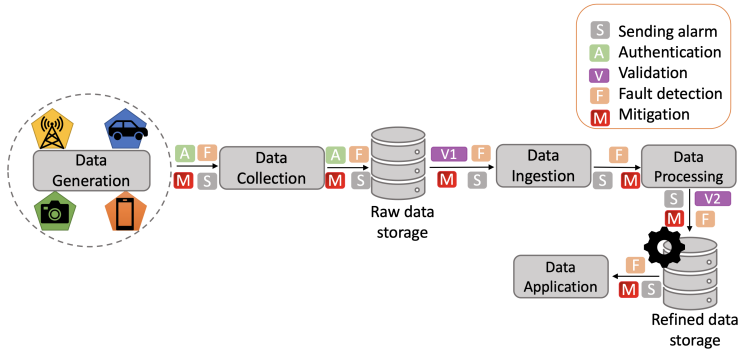 S Sending alarm
A Authentication
V Validation
F Fault detection
M Mitigation
Data
Generation
A F
M S
Data
Collection
A F
M S
Raw data
storage
V1 F
M S
Data
Ingestion
F
S M
Data
Processing
S V2
M F
Refined data
storage
F
M S
Data
Application